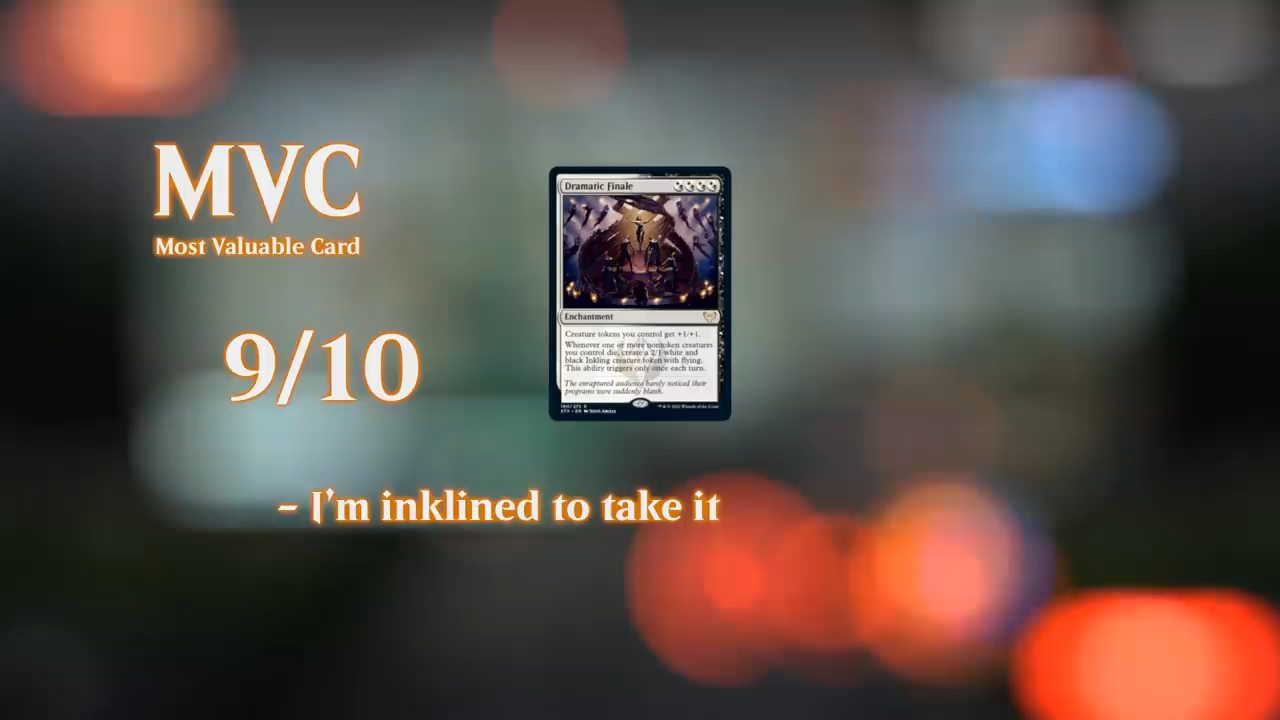 MVC
Most Valuable Card
9/10
– I'm inklined to take it
Dramatic Finale
Enchantment
Creature tokens you control get +1/+1.
Whenever one or more nontoken creatures
you control die, create a 2/1 white and
black Inkling creature token with flying.
This ability triggers only once each turn.
The enraptured audience barely noticed their
programs were suddenly blank.